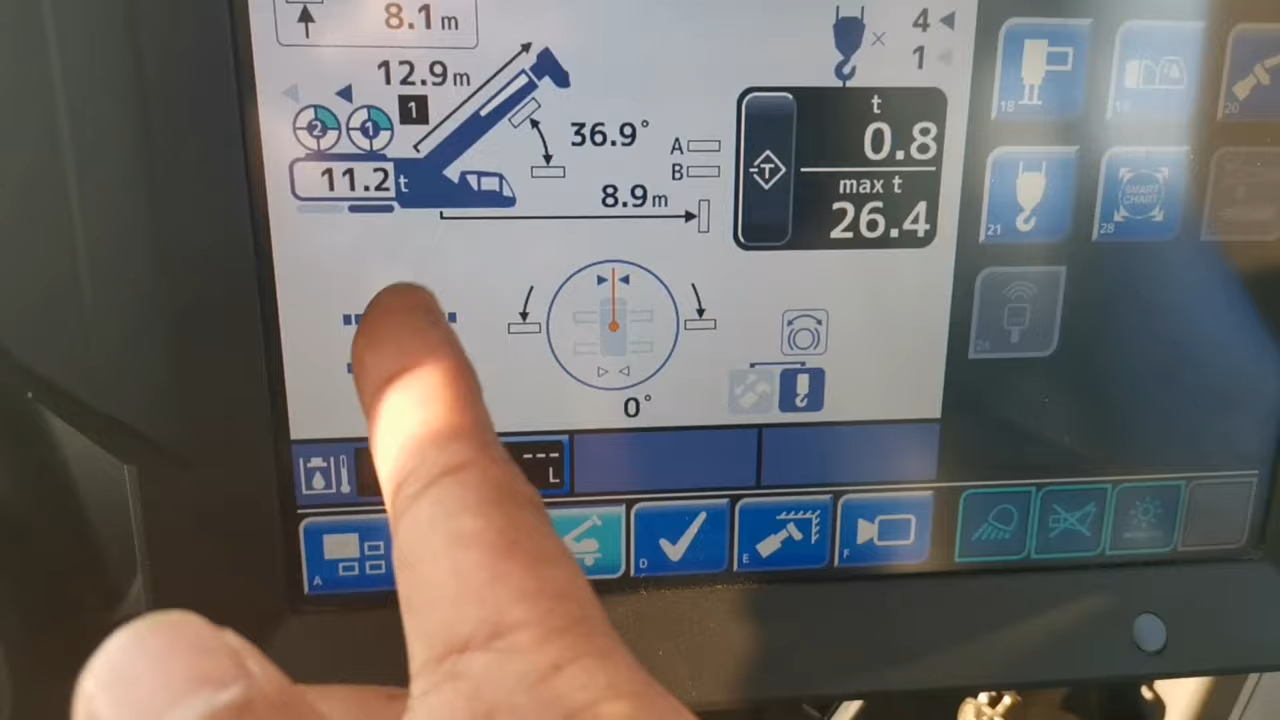 8.1 m
4
× 1
12.9 m
1
2 1
36.9°
A
B
t
0.8
max t
26.4
11.2 t
8.9 m
T
0°
---
L
A
D
E
F
18
20
21
28
SMART
CHART